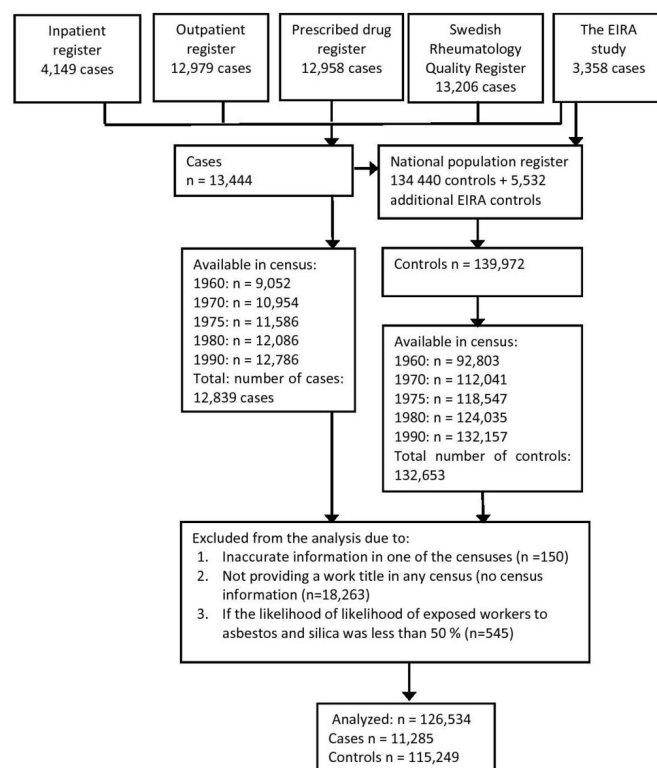 Inpatient
register
4,149 cases
Outpatient
register
12,979 cases
Prescribed drug
register
12,958 cases
Swedish
Rheumatology
Quality Register
13,206 cases
The EIRA
study
3,358 cases
Cases
n = 13,444
National population register
134 440 controls + 5,532
additional EIRA controls
Available in census:
1960: n = 9,052
1970: n = 10,954
1975: n = 11,586
1980: n = 12,086
1990: n = 12,786
Total: number of cases:
12,839 cases
Controls n = 139,972
Available in census:
1960: n = 92,803
1970: n = 112,041
1975: n = 118,547
1980: n = 124,035
1990: n = 132,157
Total number of controls:
132,653
Excluded from the analysis due to:
1. Inaccurate information in one of the censuses (n =150)
2. Not providing a work title in any census (no census
information (n=18,263)
3. If the likelihood of likelihood of exposed workers to
asbestos and silica was less than 50 % (n=545)
Analyzed: n = 126,534
Cases n = 11,285
Controls n = 115,249